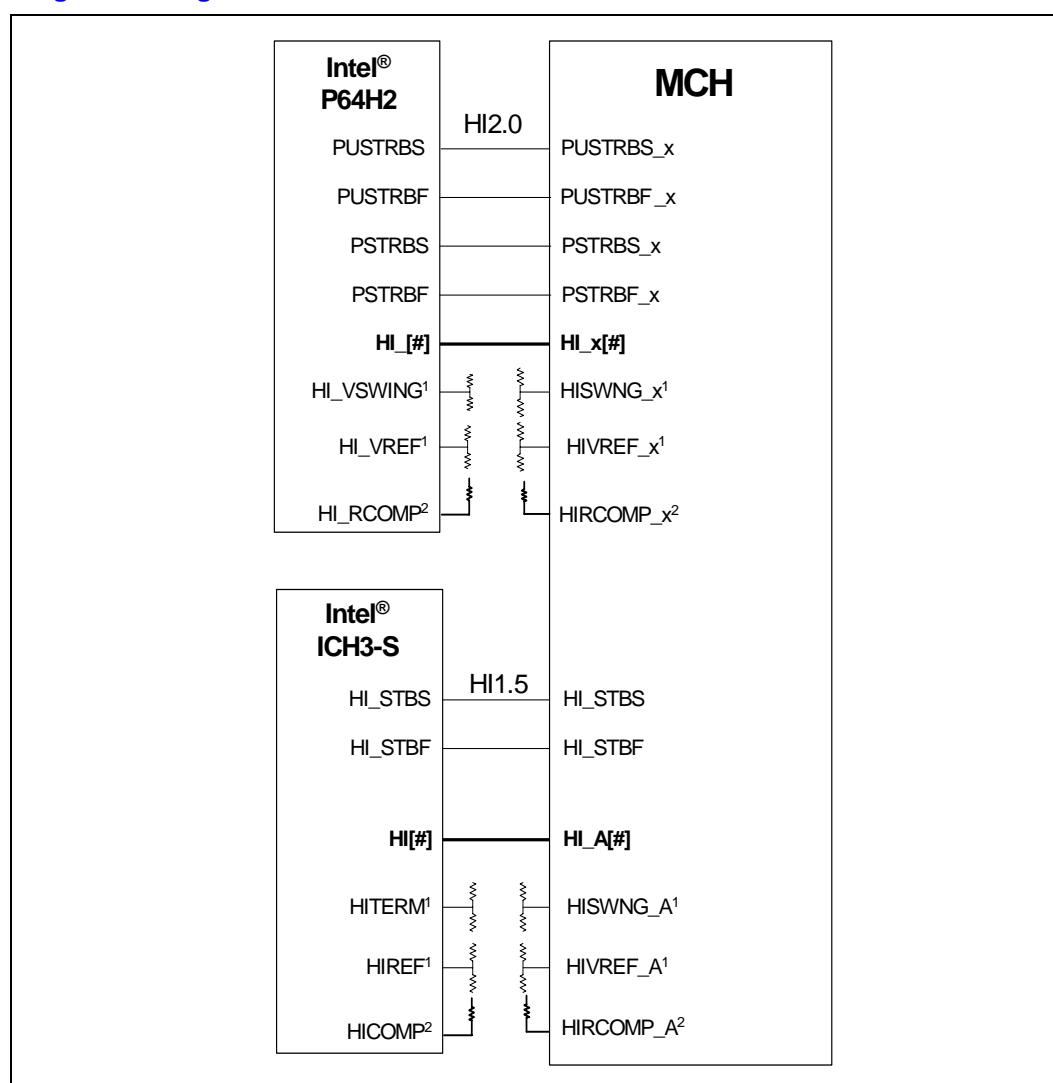 Intel®
P64H2
MCH
HI2.0
PUSTRBS
PUSTRBS_x
PUSTRBF
PUSTRBF_x
PSTRBS
PSTRBS_x
PSTRBF
PSTRBF_x
HI_[#]
HI_x[#]
HI_VSWING¹
HISWNG_x¹
HI_VREF¹
HIVREF_x¹
HI_RCOMP²
HIRCOMP_x²
Intel®
ICH3-S
HI1.5
HI_STBS
HI_STBS
HI_STBF
HI_STBF
HI[#]
HI_A[#]
HITERM¹
HISWNG_A¹
HIREF¹
HIVREF_A¹
HICOMP²
HIRCOMP_A²